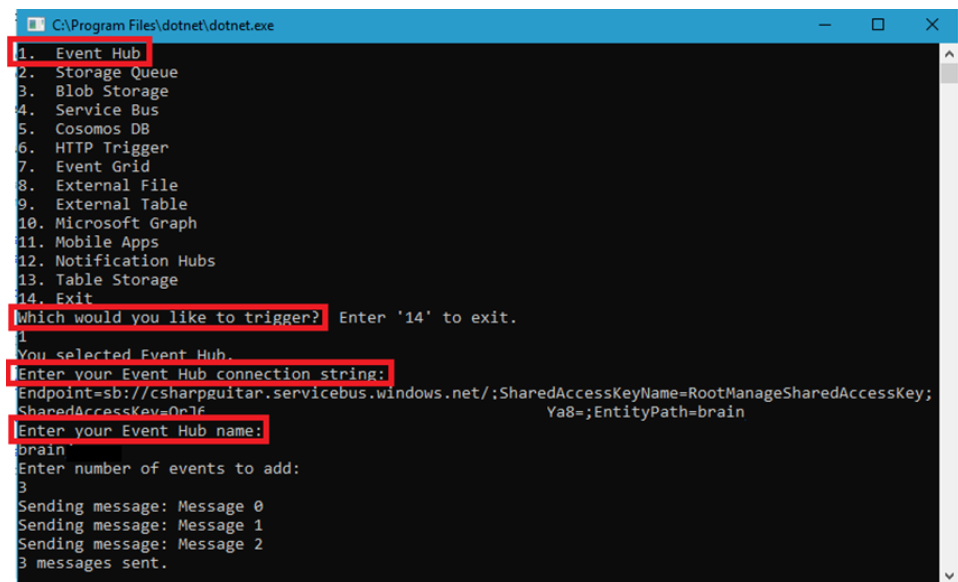 C:\Program Files\dotnet\dotnet.exe
1.  Event Hub
2.  Storage Queue
3.  Blob Storage
4.  Service Bus
5.  Cosomos DB
6.  HTTP Trigger
7.  Event Grid
8.  External File
9.  External Table
10. Microsoft Graph
11. Mobile Apps
12. Notification Hubs
13. Table Storage
14. Exit
Which would you like to trigger?  Enter '14' to exit.
1
You selected Event Hub.
Enter your Event Hub connection string:
Endpoint=sb://csharpguitar.servicebus.windows.net/;SharedAccessKeyName=RootManageSharedAccessKey;
SharedAccessKey=OrJ6 Ya8=;EntityPath=brain
Enter your Event Hub name:
brain
Enter number of events to add:
3
Sending message: Message 0
Sending message: Message 1
Sending message: Message 2
3 messages sent.